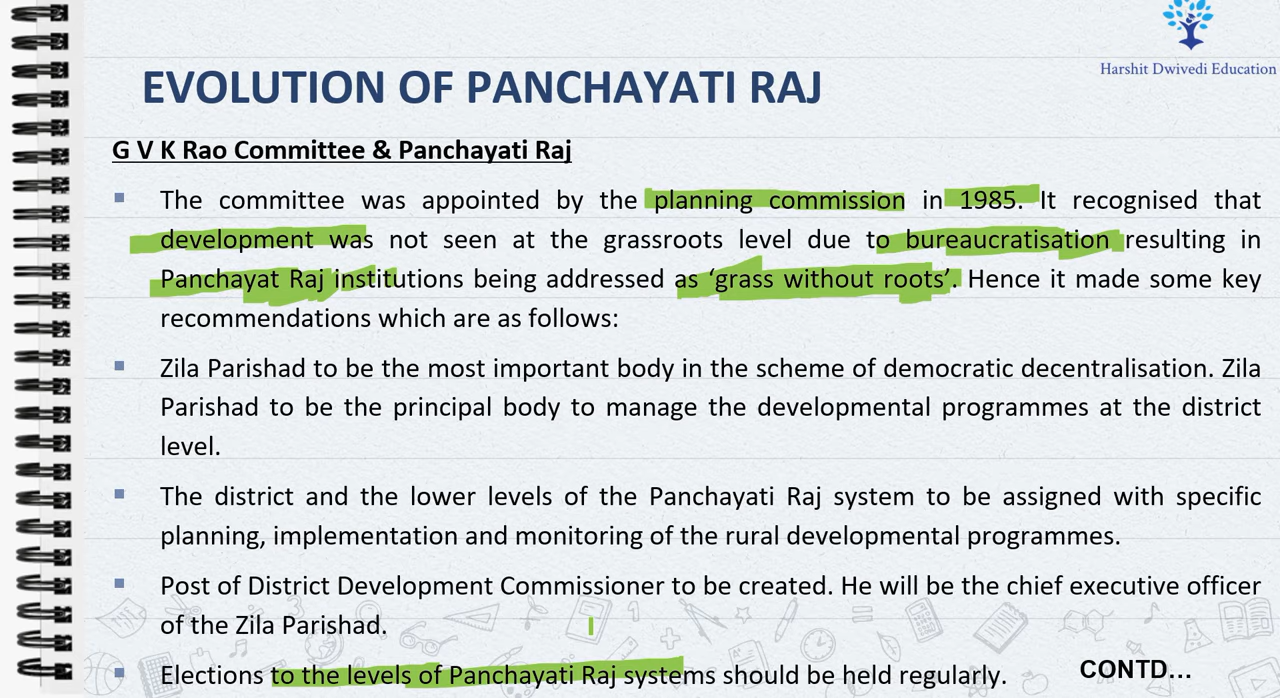 Harshit Dwivedi Education
EVOLUTION OF PANCHAYATI RAJ
G V K Rao Committee & Panchayati Raj
▪ The committee was appointed by the planning commission in 1985. It recognised that
development was not seen at the grassroots level due to bureaucratisation resulting in
Panchayat Raj institutions being addressed as ‘grass without roots’. Hence it made some key
recommendations which are as follows:
▪ Zila Parishad to be the most important body in the scheme of democratic decentralisation. Zila
Parishad to be the principal body to manage the developmental programmes at the district
level.
▪ The district and the lower levels of the Panchayati Raj system to be assigned with specific
planning, implementation and monitoring of the rural developmental programmes.
▪ Post of District Development Commissioner to be created. He will be the chief executive officer
of the Zila Parishad.
▪ Elections to the levels of Panchayati Raj systems should be held regularly.
CONTD...